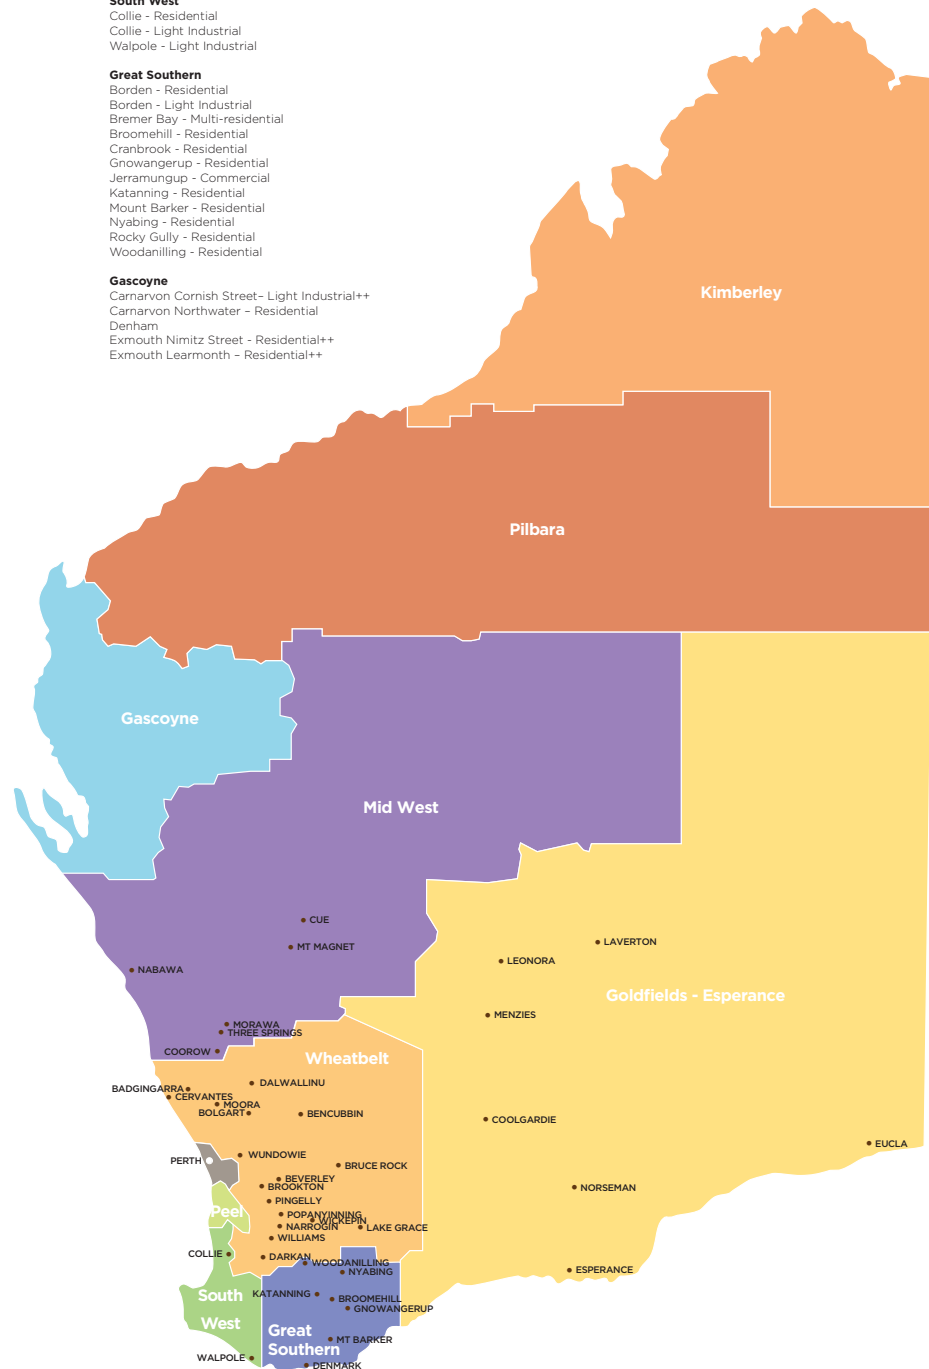 South West
Collie - Residential
Collie - Light Industrial
Walpole - Light Industrial
Great Southern
Borden - Residential
Borden - Light Industrial
Bremer Bay - Multi-residential
Broomehill - Residential
Cranbrook - Residential
Gnowangerup - Residential
Jerramungup - Commercial
Katanning - Residential
Mount Barker - Residential
Nyabing - Residential
Rocky Gully - Residential
Woodanilling - Residential
Gascoyne
Carnarvon Cornish Street– Light Industrial++
Carnarvon Northwater – Residential
Denham
Exmouth Nimitz Street - Residential++
Exmouth Learmonth – Residential++
Kimberley
Pilbara
Gascoyne
Mid West
CUE
MT MAGNET
NABAWA
MORAWA
THREE SPRINGS
COOROW
LAVERTON
LEONORA
Goldfields - Esperance
MENZIES
COOLGARDIE
EUCLA
NORSEMAN
ESPERANCE
Wheatbelt
DALWALLINU
BADGINGARRA
CERVANTES
MOORA
BOLGART
BENCUBBIN
PERTH
WUNDOWIE
BRUCE ROCK
BEVERLEY
BROOKTON
PINGELLY
Peel
POPANYINNING
WICKEPIN
NARROGIN
LAKE GRACE
WILLIAMS
COLLIE
DARKAN
WOODANILLING
NYABING
South
West
KATANNING
BROOMEHILL
GNOWANGERUP
Great
Southern
MT BARKER
WALPOLE
DENMARK